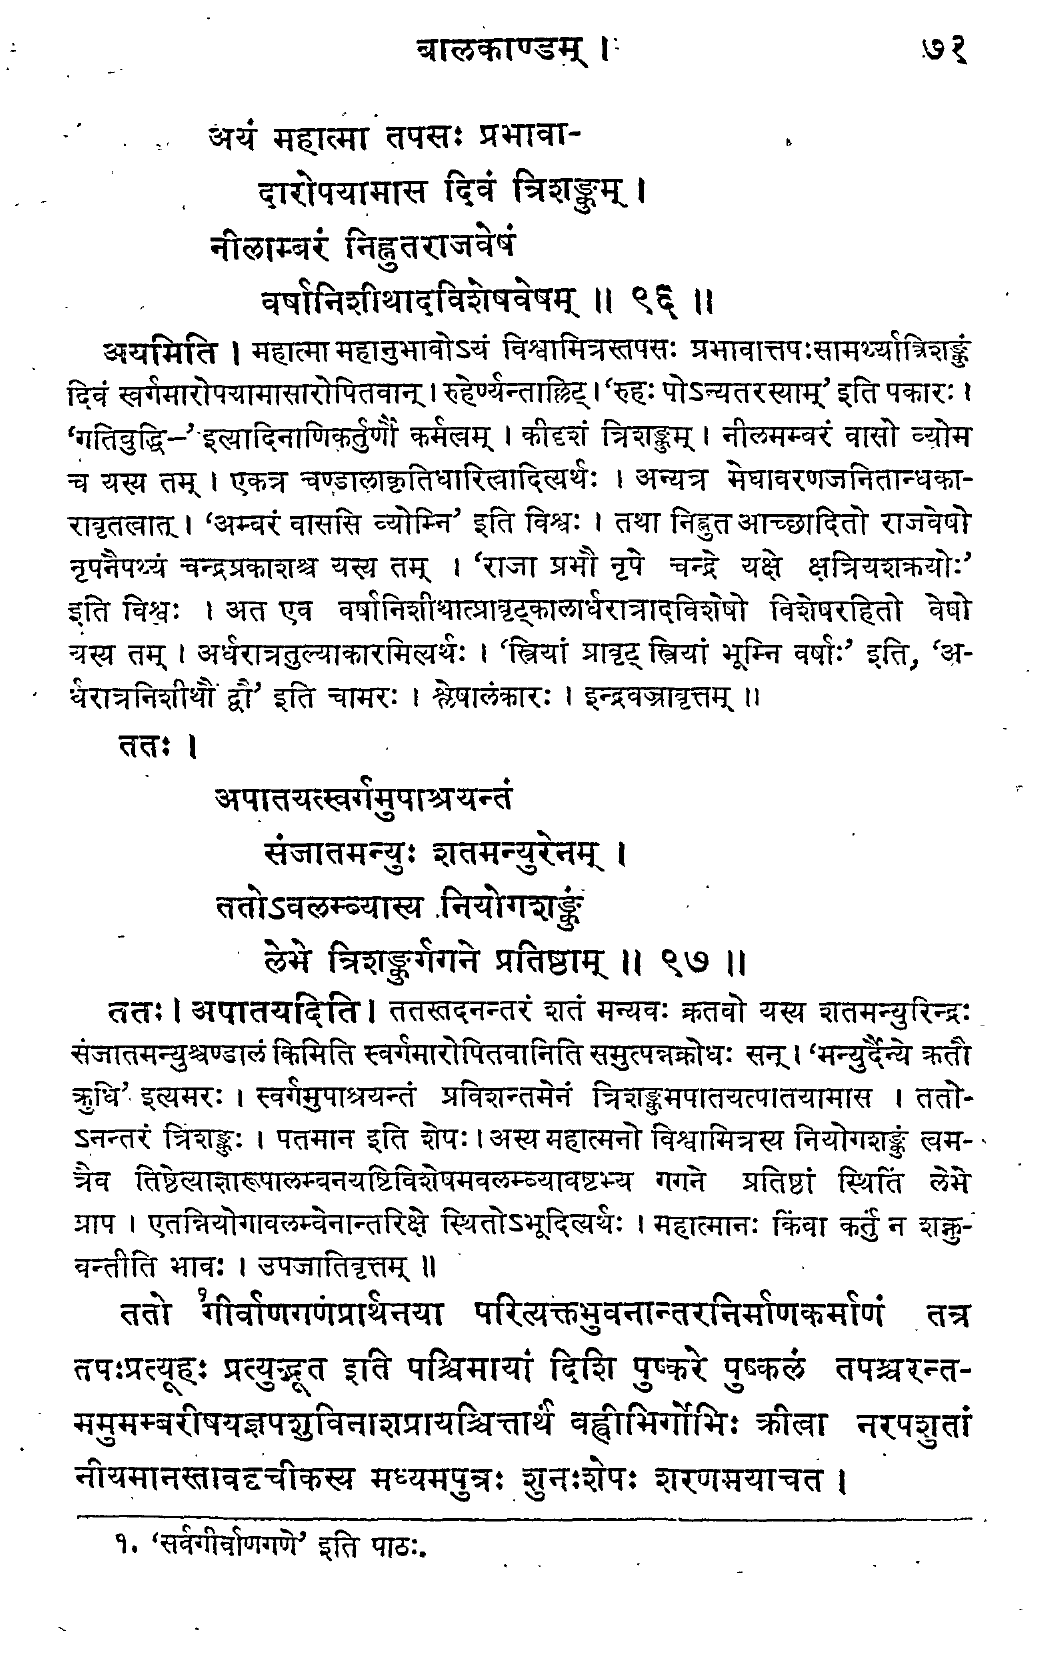 बालकाण्डम् । ७१
अयं महात्मा तपसः प्रभावा-
दारोपयामास दिवं त्रिशङ्कुम् ।
नीलाम्बरं निह्नुतराजवेषं
वर्षानिशीथादविशेषवेषम् ॥ ९६ ॥
अयमिति । महात्मा महानुभावोऽयं विश्वामित्रस्तपसः प्रभावात्तपःसामर्थ्यात्रिशङ्कुं
दिवं स्वर्गमारोपयामासारोपितवान् । रुहेर्ण्यन्ताल्लिट् । ‘रुहः पोऽन्यतरस्याम्’ इति पकारः ।
‘गतिबुद्धि—’ इत्यादिनाणिकर्तुर्णौ कर्मत्वम् । कीदृशं त्रिशङ्कुम् । नीलमम्बरं वासो व्योम
च यस्य तम् । एकत्र चण्डालाकृतिधारित्वादित्यर्थः । अन्यत्र मेघावरणजनितान्धका-
रावृतत्वात् । ‘अम्बरं वाससि व्योम्नि’ इति विश्वः । तथा निह्नुत आच्छादितो राजवेषो
नृपनैपथ्यं चन्द्रप्रकाशश्च यस्य तम् । ‘राजा प्रभौ नृपे चन्द्रे यक्षे क्षत्रियशक्रयोः’
इति विश्वः । अत एव वर्षानिशीथात्प्रावृट्कालार्धरात्रादविशेषो विशेषरहितो वेषो
यस्य तम् । अर्धरात्रतुल्याकारमित्यर्थः । ‘स्त्रियां प्रावृट् स्त्रियां भूम्नि वर्षाः’ इति, ‘अ-
र्धरात्रनिशीथौ द्वौ’ इति चामरः । श्लेषालंकारः । इन्द्रवज्रावृत्तम् ॥
ततः ।
अपातयत्स्वर्गमुपाश्रयन्तं
संजातमन्युः शतमन्युरेनम् ।
ततोऽवलम्ब्यास्य नियोगशङ्कुं
लेभे त्रिशङ्कुर्गगने प्रतिष्ठाम् ॥ ९७ ॥
ततः । अपातयदिति । ततस्तदनन्तरं शतं मन्यवः क्रतवो यस्य शतमन्युरिन्द्रः
संजातमन्युश्चण्डालं किमिति स्वर्गमारोपितवानिति समुत्पन्नक्रोधः सन् । ‘मन्युर्दैन्ये क्रतौ
क्रुधि’ इत्यमरः । स्वर्गमुपाश्रयन्तं प्रविशन्तमेनं त्रिशङ्कुमपातयत्पातयामास । ततो-
ऽनन्तरं त्रिशङ्कुः । पतमान इति शेषः । अस्य महात्मनो विश्वामित्रस्य नियोगशङ्कुं त्वम-
त्रैव तिष्ठेत्याज्ञारूपालम्बनयष्टिविशेषमवलम्ब्यावष्टभ्य गगने प्रतिष्ठां स्थितिं लेभे
प्राप । एतन्नियोगावलम्बेनान्तरिक्षे स्थितोऽभूदित्यर्थः । महात्मानः किंवा कर्तुं न शक्नु-
वन्तीति भावः । उपजातिवृत्तम् ॥
ततो १गीर्वाणगणप्रार्थनया परित्यक्तभुवनान्तरनिर्माणकर्माणं तत्र
तपःप्रत्यूहः प्रत्युद्भूत इति पश्चिमायां दिशि पुष्करे पुष्कलं तपश्चरन्त-
ममुमम्बरीषयज्ञपशुविनाशप्रायश्चित्तार्थं बह्वीभिर्गोभिः क्रीत्वा नरपशुतां
नीयमानस्तावदृचीकस्य मध्यमपुत्रः शुनःशेपः शरणमयाचत ।
१. ‘सर्वगीर्वाणगणे’ इति पाठः.